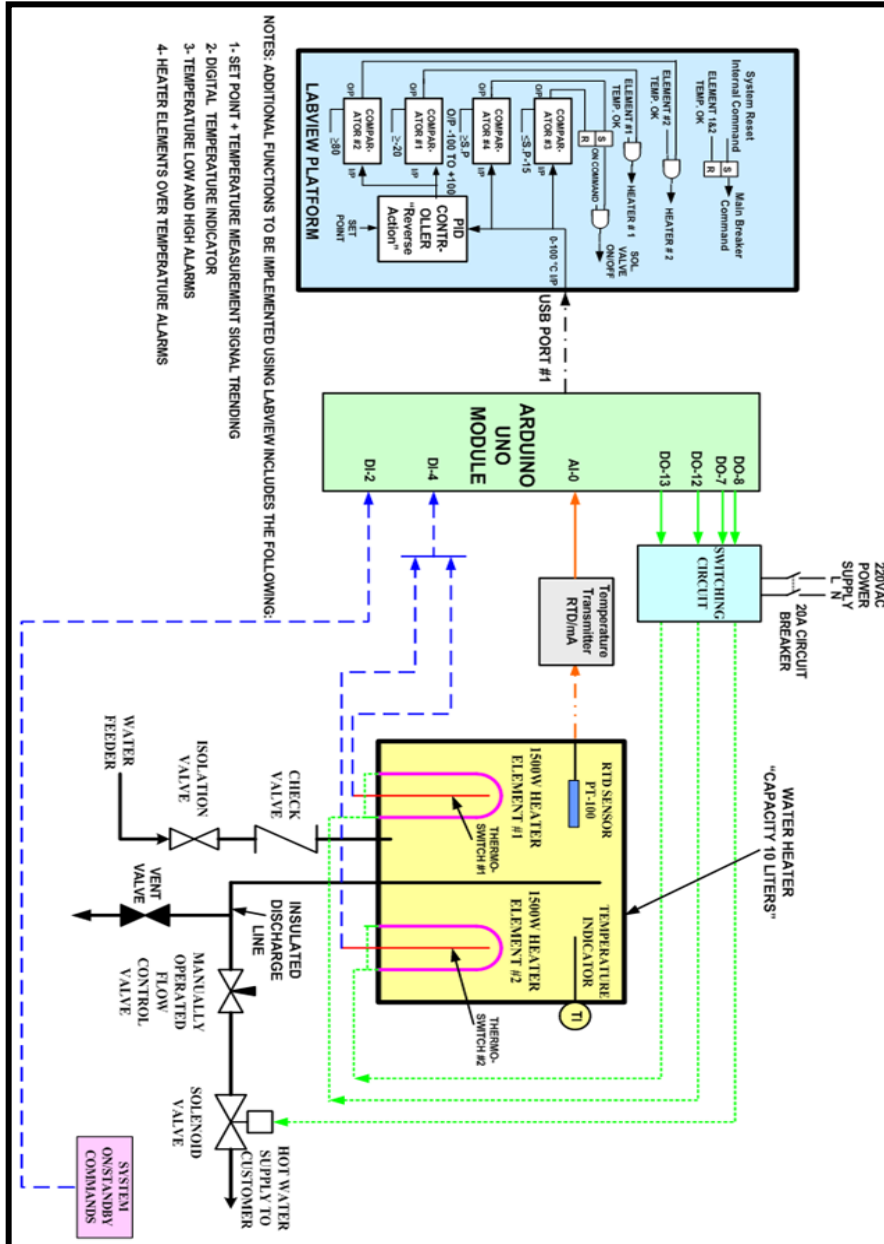 System Reset
Internal Command
ELEMENT 1&2
TEMP. OK
S
R
Main Breaker
Command
ELEMENT #2
TEMP. OK
HEATER # 2
ELEMENT #1
TEMP. OK
HEATER # 1
S
R
ON COMMAND
SOL.
VALVE
ON/OFF
O/P
COMPAR-
ATOR #3
I/P
≤S.P-15
O/P
COMPAR-
ATOR #4
I/P
≥S.P
O/P -100 TO +100
O/P
COMPAR-
ATOR #1
I/P
≥-20
O/P
COMPAR-
ATOR #2
I/P
≥80
PID
CONTR-
OLLER
"Reverse
Action"
SET
POINT
0-100 °C I/P
LABVIEW PLATFORM
USB PORT #1
NOTES: ADDITIONAL FUNCTIONS TO BE IMPLEMENTED USING LABVIEW INCLUDES THE FOLLOWING:
1- SET POINT + TEMPERATURE MEASUREMENT SIGNAL TRENDING
2- DIGITAL TEMPERATURE INDICATOR
3- TEMPERATURE LOW AND HIGH ALARMS
4- HEATER ELEMENTS OVER TEMPERATURE ALARMS
ARDUINO
UNO
MODULE
DO-8
DO-7
DO-12
DO-13
AI-0
DI-4
DI-2
220VAC
POWER
SUPPLY
L
N
20A CIRCUIT
BREAKER
SWITCHING
CIRCUIT
Temperature
Transmitter
RTD/mA
WATER HEATER
"CAPACITY 10 LITERS"
RTD SENSOR
PT-100
1500W HEATER
ELEMENT #1
THERMO-
SWITCH #1
TEMPERATURE
INDICATOR
TI
1500W HEATER
ELEMENT #2
THERMO-
SWITCH #2
WATER
FEEDER
ISOLATION
VALVE
CHECK
VALVE
VENT
VALVE
INSULATED
DISCHARGE
LINE
MANUALLY
OPERATED
FLOW
CONTROL
VALVE
SOLENOID
VALVE
HOT WATER
SUPPLY TO
CUSTOMER
SYSTEM
ON/STANDBY
COMMANDS